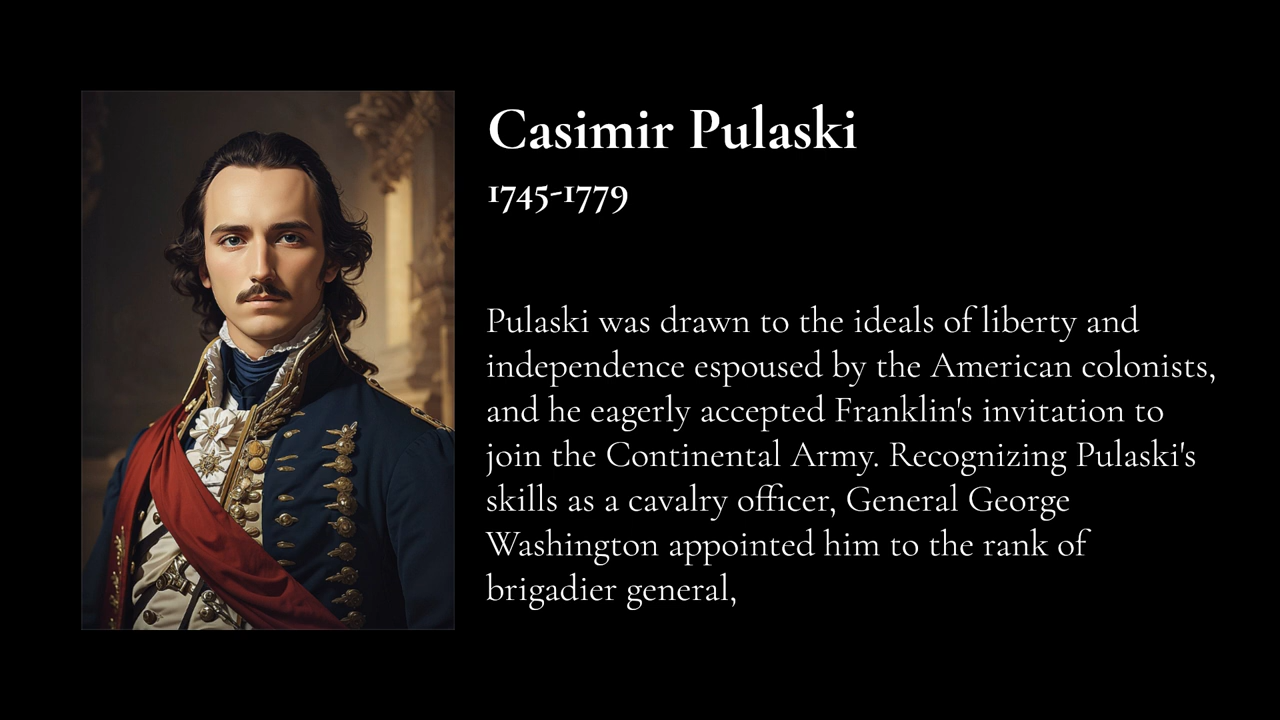 Casimir Pulaski
1745-1779
Pulaski was drawn to the ideals of liberty and
independence espoused by the American colonists,
and he eagerly accepted Franklin's invitation to
join the Continental Army. Recognizing Pulaski's
skills as a cavalry officer, General George
Washington appointed him to the rank of
brigadier general,